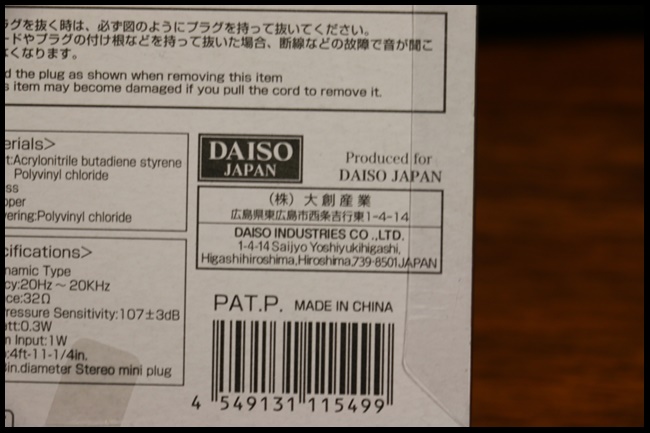 ラグを抜く時は、必ず図のようにプラグを持って抜いてください。
ードやプラグの付け根などを持って抜いた場合、断線などの故障で音が聞こ
なくなります。
d the plug as shown when removing this item
s item may become damaged if you pull the cord to remove it.
erials>
t:Acrylonitrile butadiene styrene
Polyvinyl chloride
ss
pper
vering:Polyvinyl chloride
cifications>
namic Type
cy:20Hz～20KHz
ce:32Ω
ressure Sensitivity:107±3dB
att:0.3W
m Input:1W
:4ft-11-1/4in.
in.diameter Stereo mini plug
DAISO
JAPAN
Produced for
DAISO JAPAN
(株)大創産業
広島県東広島市西条吉行東1-4-14
DAISO INDUSTRIES CO.,LTD.
1-4-14 Saijyo Yoshiyukihigashi,
Higashihiroshima,Hiroshima,739-8501JAPAN
PAT.P. MADE IN CHINA
4 549131 115499